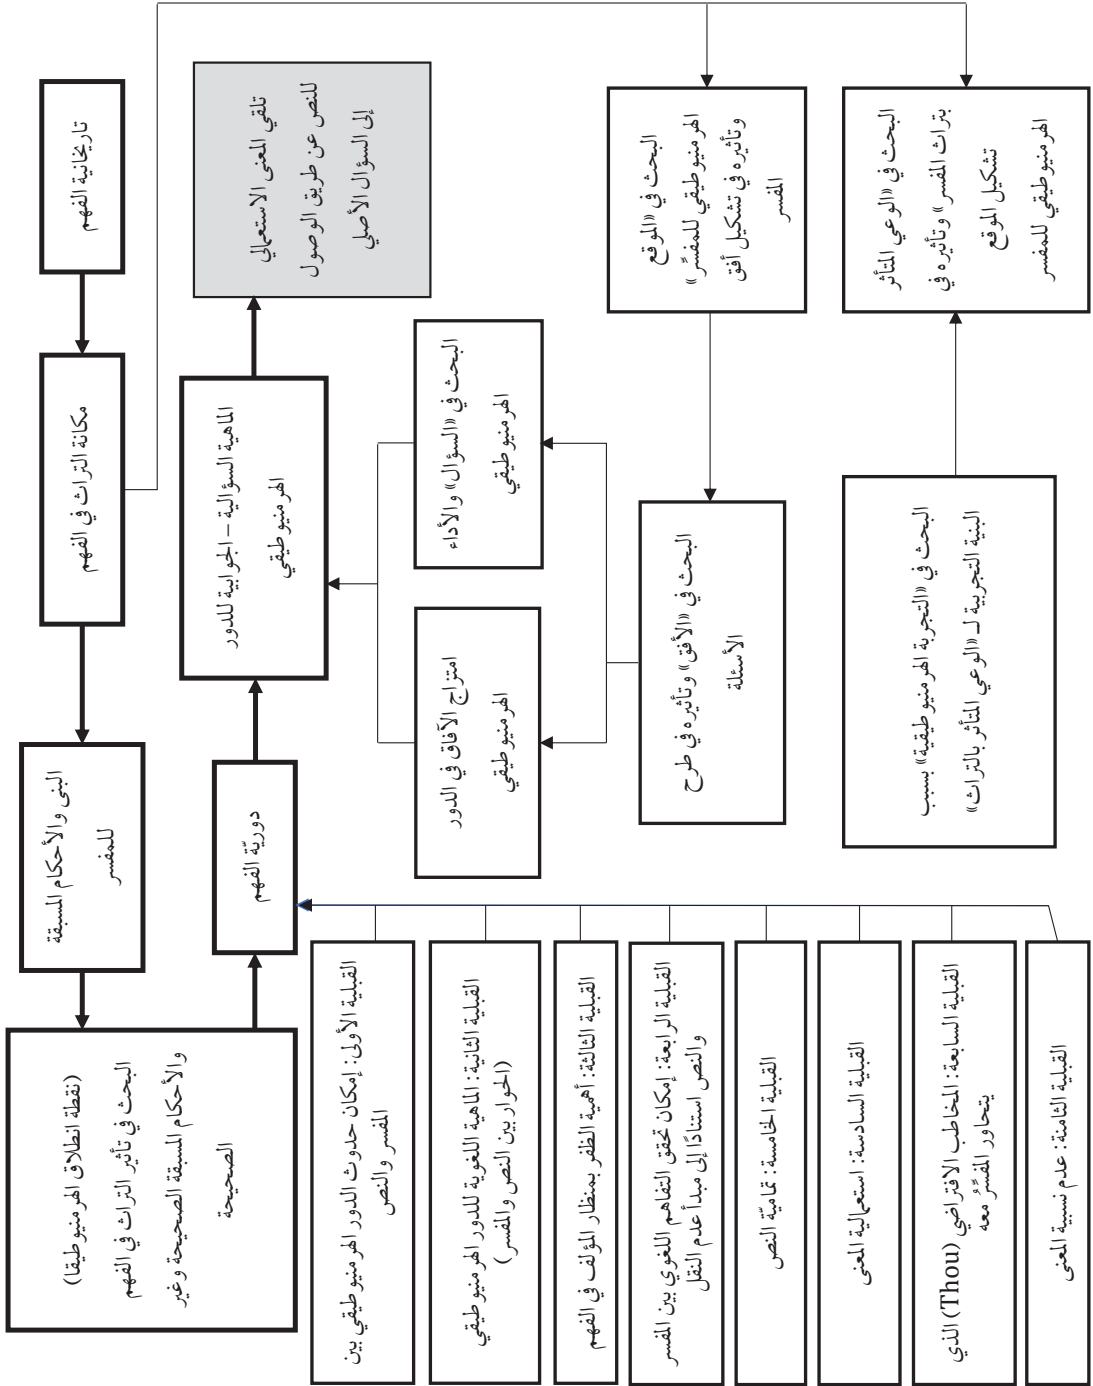 تاريخانية الفهم
مكانة التراث في الفهم
البنى والأحكام المسبقة
للمفسر
(نقطة انطلاق الهرمنيوطيقا)
البحث في تأثير التراث في الفهم
والأحكام المسبقة الصحيحة وغير
الصحيحة
دوريّة الفهم
الماهية السؤالية – الجوابية للدور
الهرمنيوطيقي
تلقي المعنى الاستعمالي
للنص عن طريق الوصول
إلى السؤال الأصلي
البحث في «السؤال» والأداء
الهرمنيوطيقي
امتزاج الآفاق في الدور
الهرمنيوطيقي
البحث في «الموقع
الهرمنيوطيقي للمفسَّر»
وتأثيره في تشكيل أفق
المفسر
البحث في «الأفق» وتأثيره في طرح
الأسئلة
البحث في «الوعي المتأثر
بتراث المفسر» وتأثيره في
تشكيل الموقع
الهرمنيوطيقي للمفسر
البحث في «التجربة الهرمنيوطيقية» بسبب
البنية التجربية لـ «الوعي المتأثر بالتراث»
القبلية الأولى: إمكان حدوث الدور الهرمنيوطيقي بين
المفسر والنص
القبلية الثانية: الماهية اللغوية للدور الهرمنيوطيقي
(الحوار بين النص والمفسر)
القبلية الثالثة: أهمية الظفر بمنظار المؤلف في الفهم
القبلية الرابعة: إمكان تحقق التفاهم اللغوي بين المفسر
والنص استنادًا إلى مبدأ عدم النقل
القبلية الخامسة: تماميّة النص
القبلية السادسة: استعمالية المعنى
القبلية السابعة: المخاطب الافتراضي (Thou) الذي
يتحاور المفسَّرُ معه
القبلية الثامنة: عدم نسبية المعنى